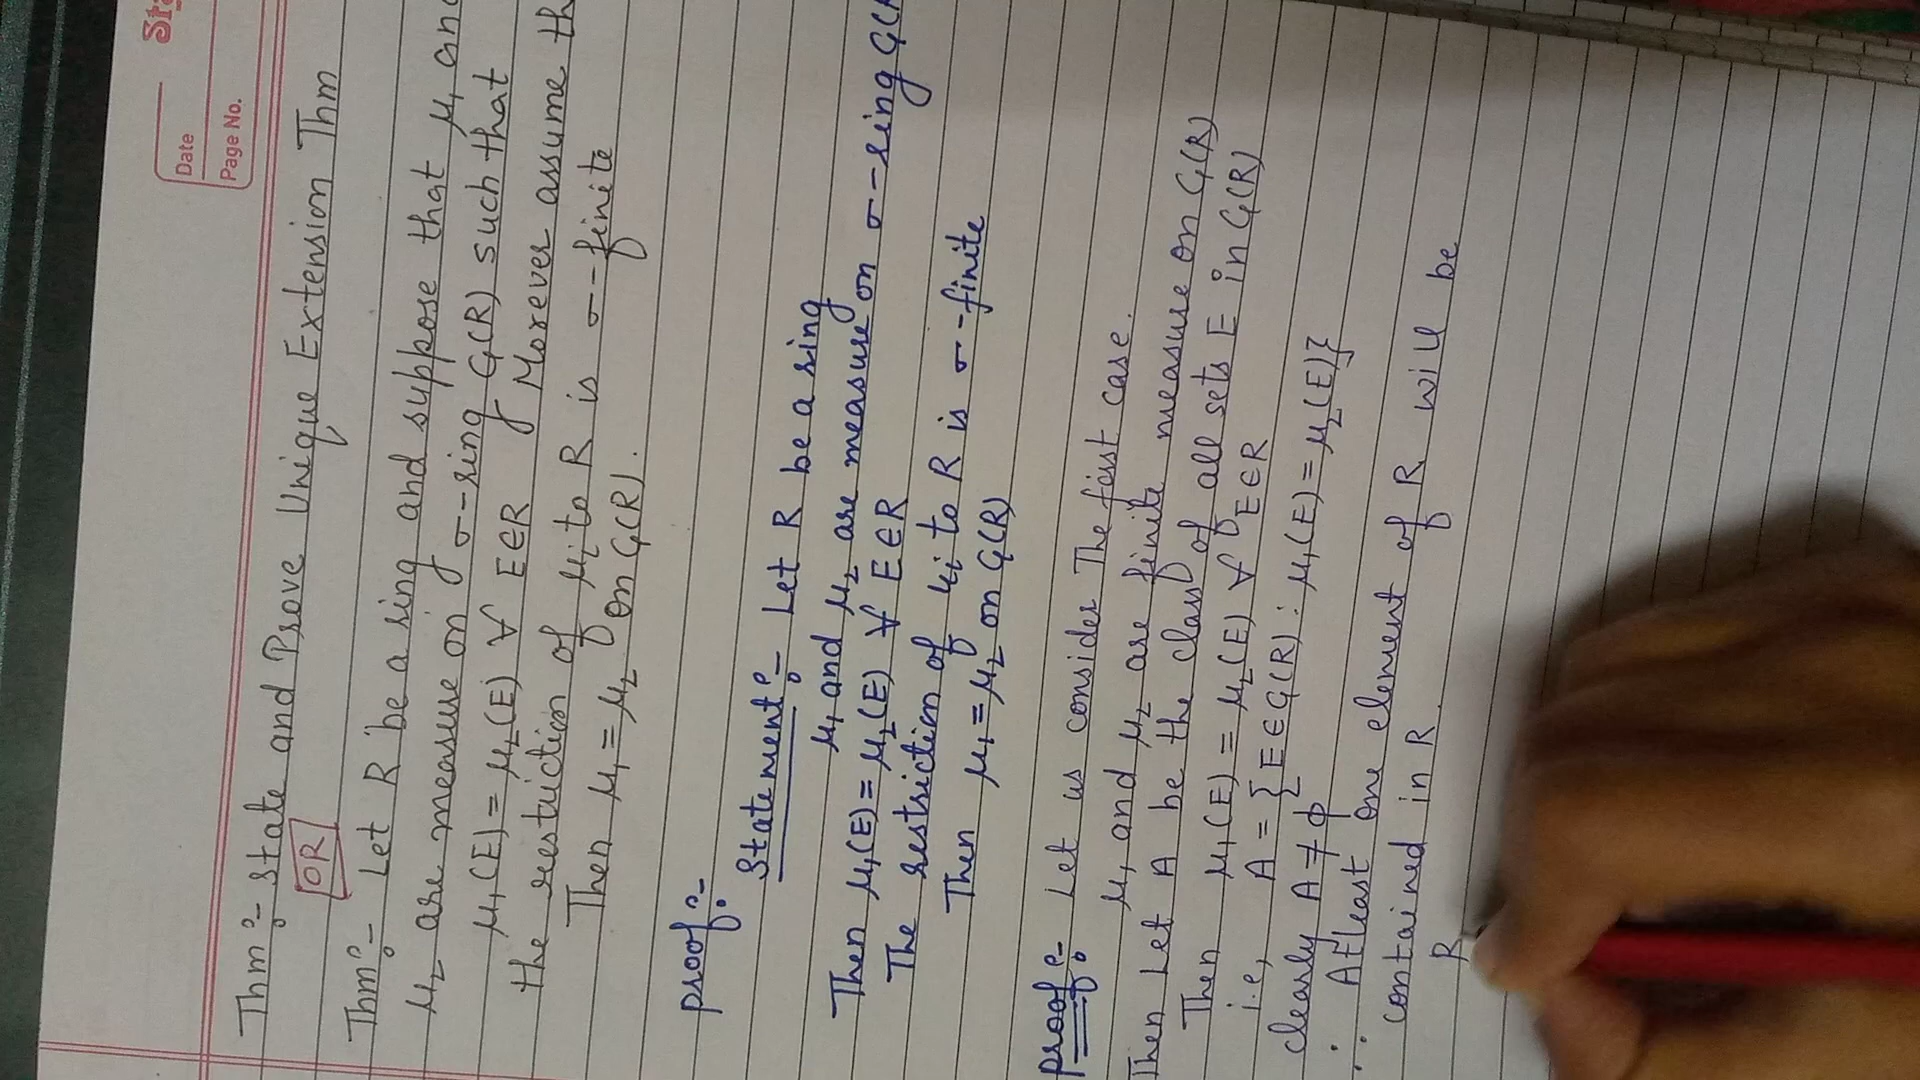 Date
Page No.
Thm:- State and Prove Unique Extension Thm
OR
Thm:- Let R be a ring and suppose that μ1 and
μ2 are measure on σ-ring G(R) such that
μ1(E) = μ2(E) ∀ E∈R } Morever assume th
the restriction of μi to R is σ-finite
Then μ1 = μ2 on G(R).
proof:-
Statement:- Let R be a ring
μ1 and μ2 are measure on σ-ring G(R
Then μ1(E) = μ2(E) ∀ E∈R
The restriction of μi to R is σ-finite
Then μ1 = μ2 on G(R)
proof:- Let us consider The first case.
μ1 and μ2 are finite measure on G(R)
Then Let A be the class of all sets E in G(R)
Then μ1(E) = μ2(E) ∀ E∈R
i.e, A = {E∈G(R) : μ1(E) = μ2(E)}
clearly A ≠ ϕ
∴ Atleast one element of R will be
contained in R
R